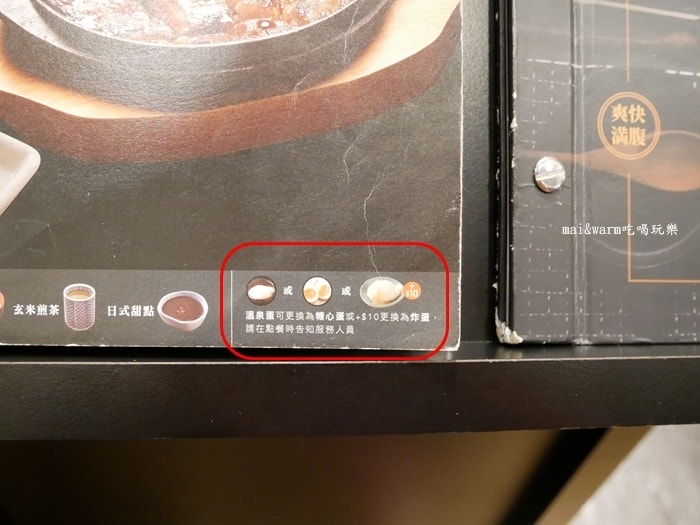 爽快
滿腹
mai&warm吃喝玩樂
玄米煎茶
日式甜點
或
或
+
$10
溫泉蛋可更換為糖心蛋或+$10更換為炸蛋，
請在點餐時告知服務人員